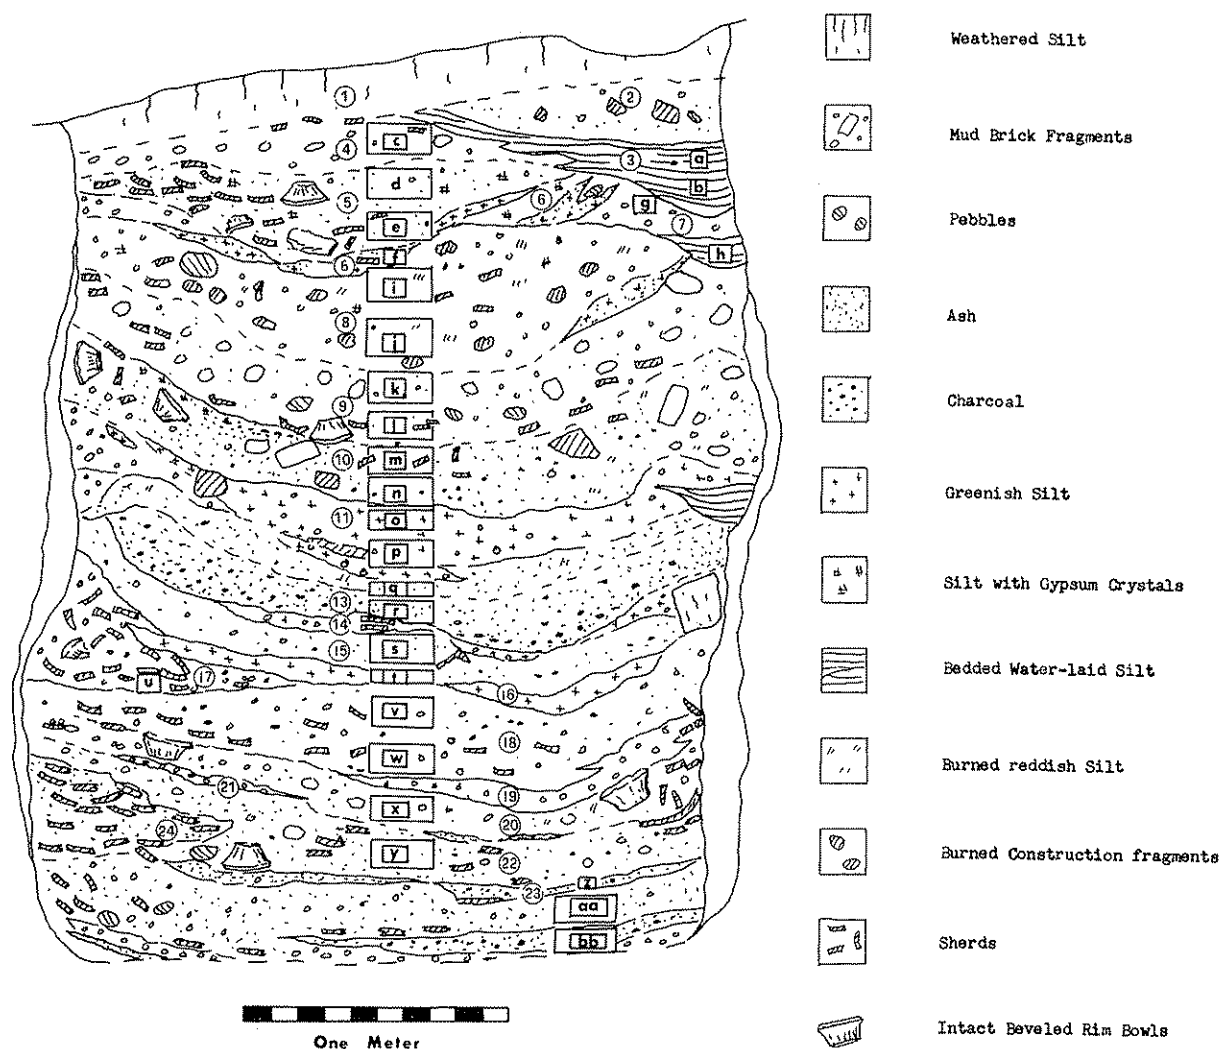 Weathered Silt
Mud Brick Fragments
Pebbles
Ash
Charcoal
Greenish Silt
Silt with Gypsum Crystals
Bedded Water-laid Silt
Burned reddish Silt
Burned Construction fragments
Sherds
Intact Beveled Rim Bowls
1
2
c
4
3
a
d
b
5
6
g
e
7
f
h
6
i
8
j
k
9
l
10
m
n
11
o
p
q
13
r
14
15
s
17
t
u
16
v
18
w
21
19
x
20
24
y
22
z
23
aa
bb
One Meter